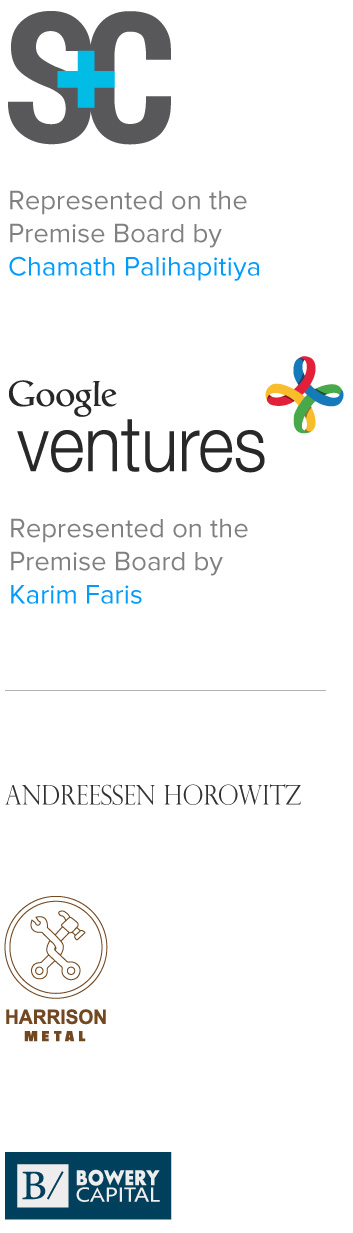 S+C
Represented on the
Premise Board by
Chamath Palihapitiya
Google
ventures
Represented on the
Premise Board by
Karim Faris
ANDREESSEN HOROWITZ
HARRISON
METAL
B/ BOWERY
CAPITAL